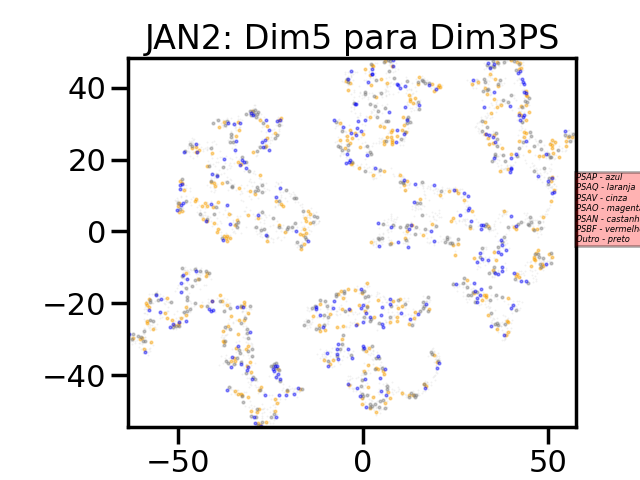 JAN2: Dim5 para Dim3PS
40
20
0
−20
−40
−50
0
50
PSAP - azul
PSAQ - laranja
PSAV - cinza
PSAO - magenta
PSAN - castanh
PSBF - vermelho
Outro - preto